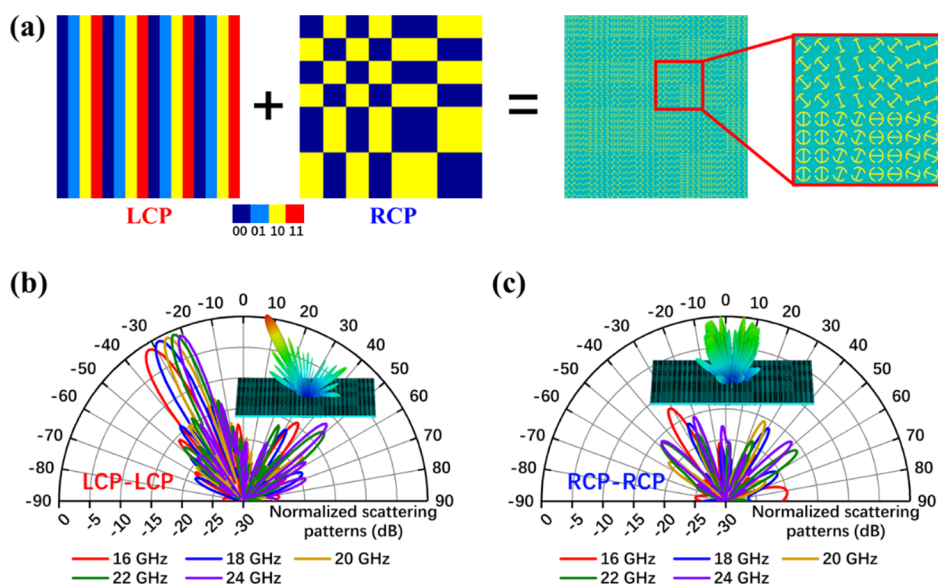 (a)
LCP
RCP
00 01 10 11
(b)
(c)
-90 -80 -70 -60 -50 -40 -30 -20 -10 0 10 20 30 40 50 60 70 80 90
LCP-LCP
0 -5 -10 -15 -20 -25 -30
Normalized scattering
patterns (dB)
16 GHz 18 GHz 20 GHz
22 GHz 24 GHz
-90 -80 -70 -60 -50 -40 -30 -20 -10 0 10 20 30 40 50 60 70 80 90
RCP-RCP
0 -5 -10 -15 -20 -25 -30
Normalized scattering
patterns (dB)
16 GHz 18 GHz 20 GHz
22 GHz 24 GHz